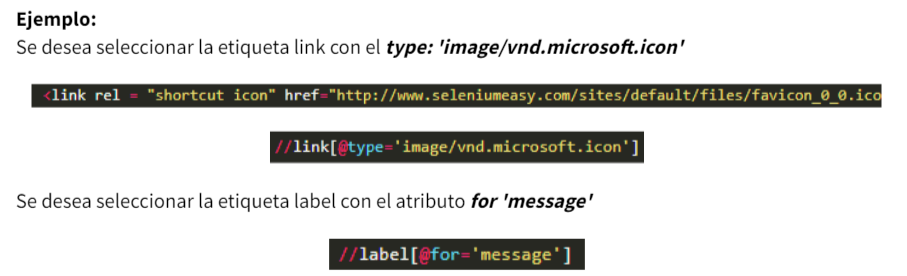 Ejemplo:
Se desea seleccionar la etiqueta link con el type: 'image/vnd.microsoft.icon'
<link rel = "shortcut icon" href="http://www.seleniumeasy.com/sites/default/files/favicon_0_0.ico
//link[@type='image/vnd.microsoft.icon']
Se desea seleccionar la etiqueta label con el atributo for 'message'
//label[@for='message']